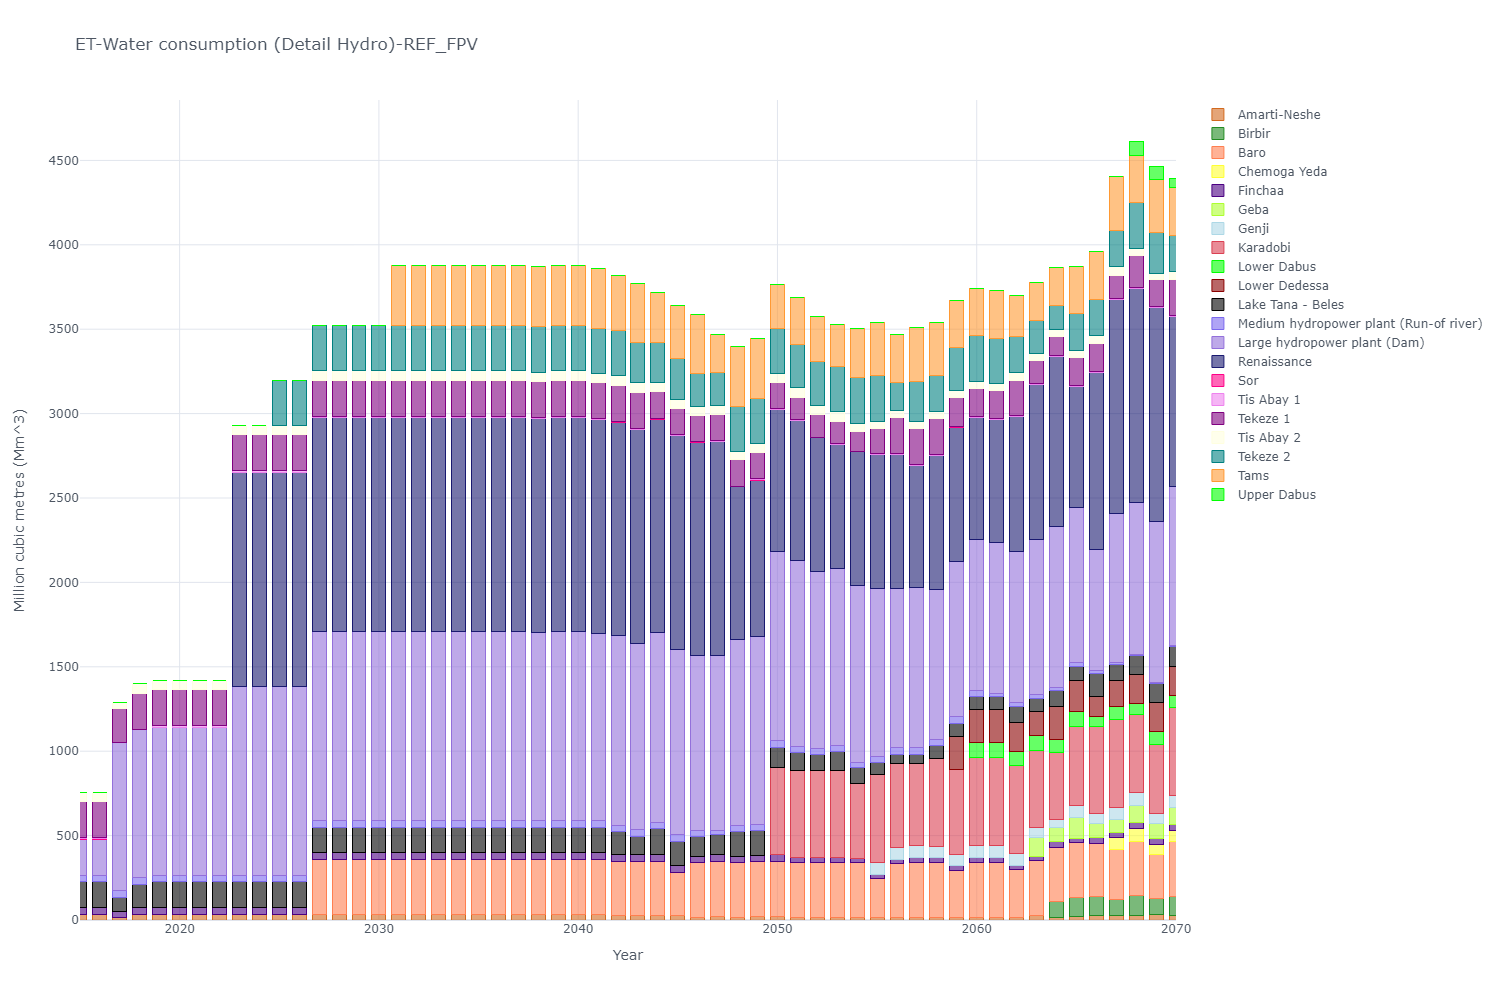 ET-Water consumption (Detail Hydro)-REF_FPV
Million cubic metres (Mm^3)
4500
4000
3500
3000
2500
2000
1500
1000
500
0
2020
2030
2040
2050
2060
2070
Year
Amarti-Neshe
Birbir
Baro
Chemoga Yeda
Finchaa
Geba
Genji
Karadobi
Lower Dabus
Lower Dedessa
Lake Tana - Beles
Medium hydropower plant (Run-of river)
Large hydropower plant (Dam)
Renaissance
Sor
Tis Abay 1
Tekeze 1
Tis Abay 2
Tekeze 2
Tams
Upper Dabus